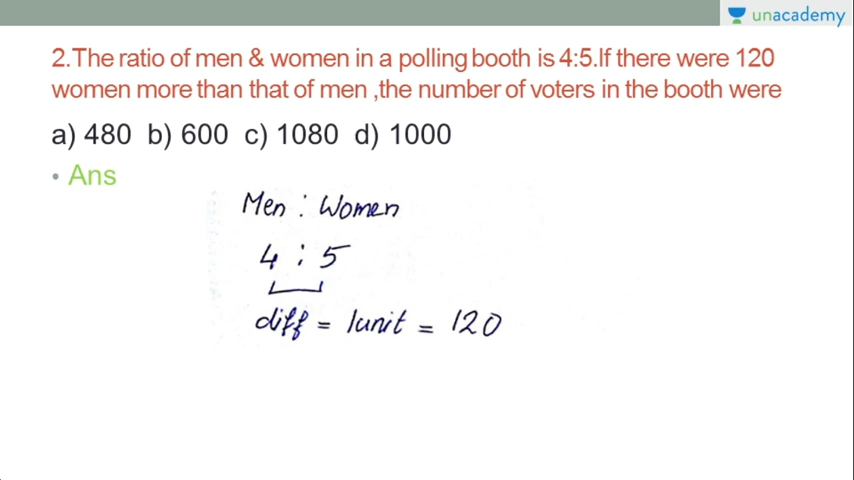 unacademy
2.The ratio of men & women in a polling booth is 4:5.If there were 120
women more than that of men ,the number of voters in the booth were
a) 480 b) 600 c) 1080 d) 1000
• Ans
Men : Women
4 : 5
diff = 1unit = 120